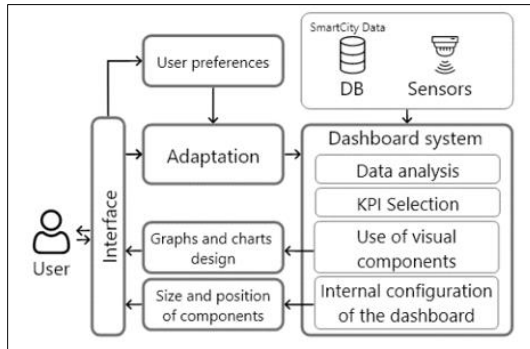 SmartCity Data
DB
Sensors
User preferences
Adaptation
Dashboard system
Data analysis
KPI Selection
Use of visual
components
Internal configuration
of the dashboard
Graphs and charts
design
Size and position
of components
Interface
User